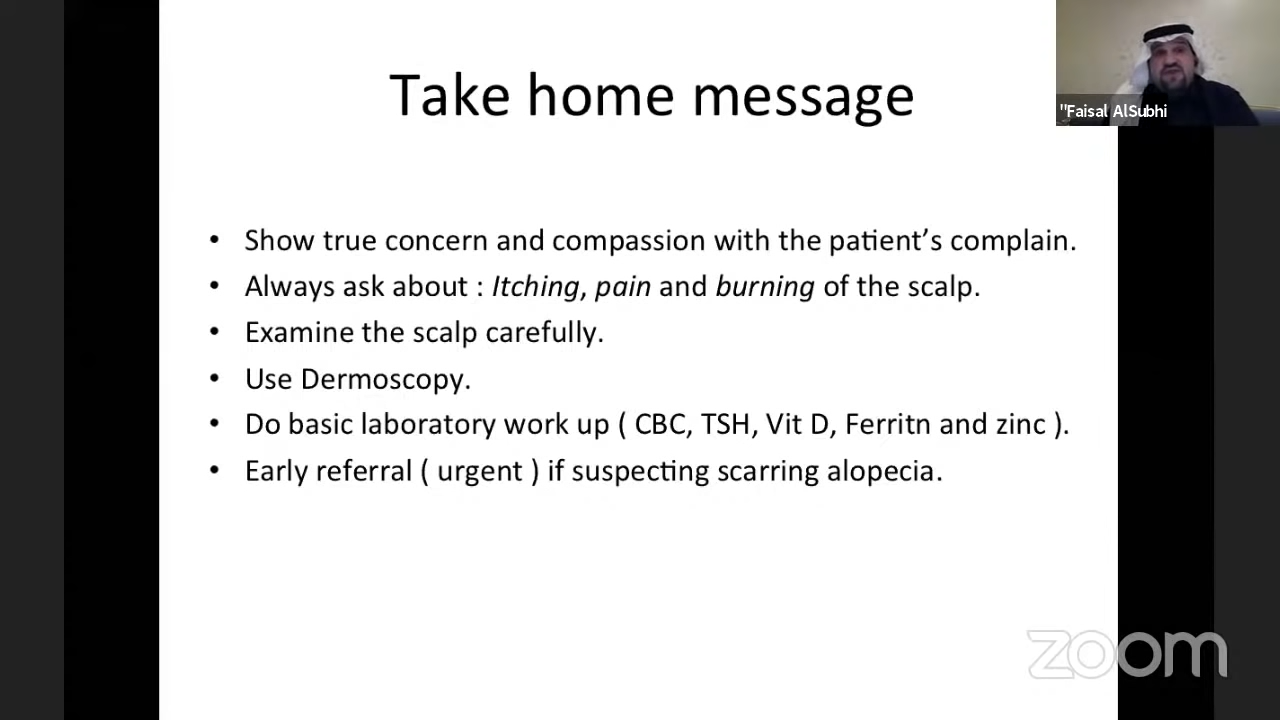 Take home message
"Faisal AlSubhi
• Show true concern and compassion with the patient's complain.
• Always ask about : Itching, pain and burning of the scalp.
• Examine the scalp carefully.
• Use Dermoscopy.
• Do basic laboratory work up ( CBC, TSH, Vit D, Ferritn and zinc ).
• Early referral ( urgent ) if suspecting scarring alopecia.
zoom